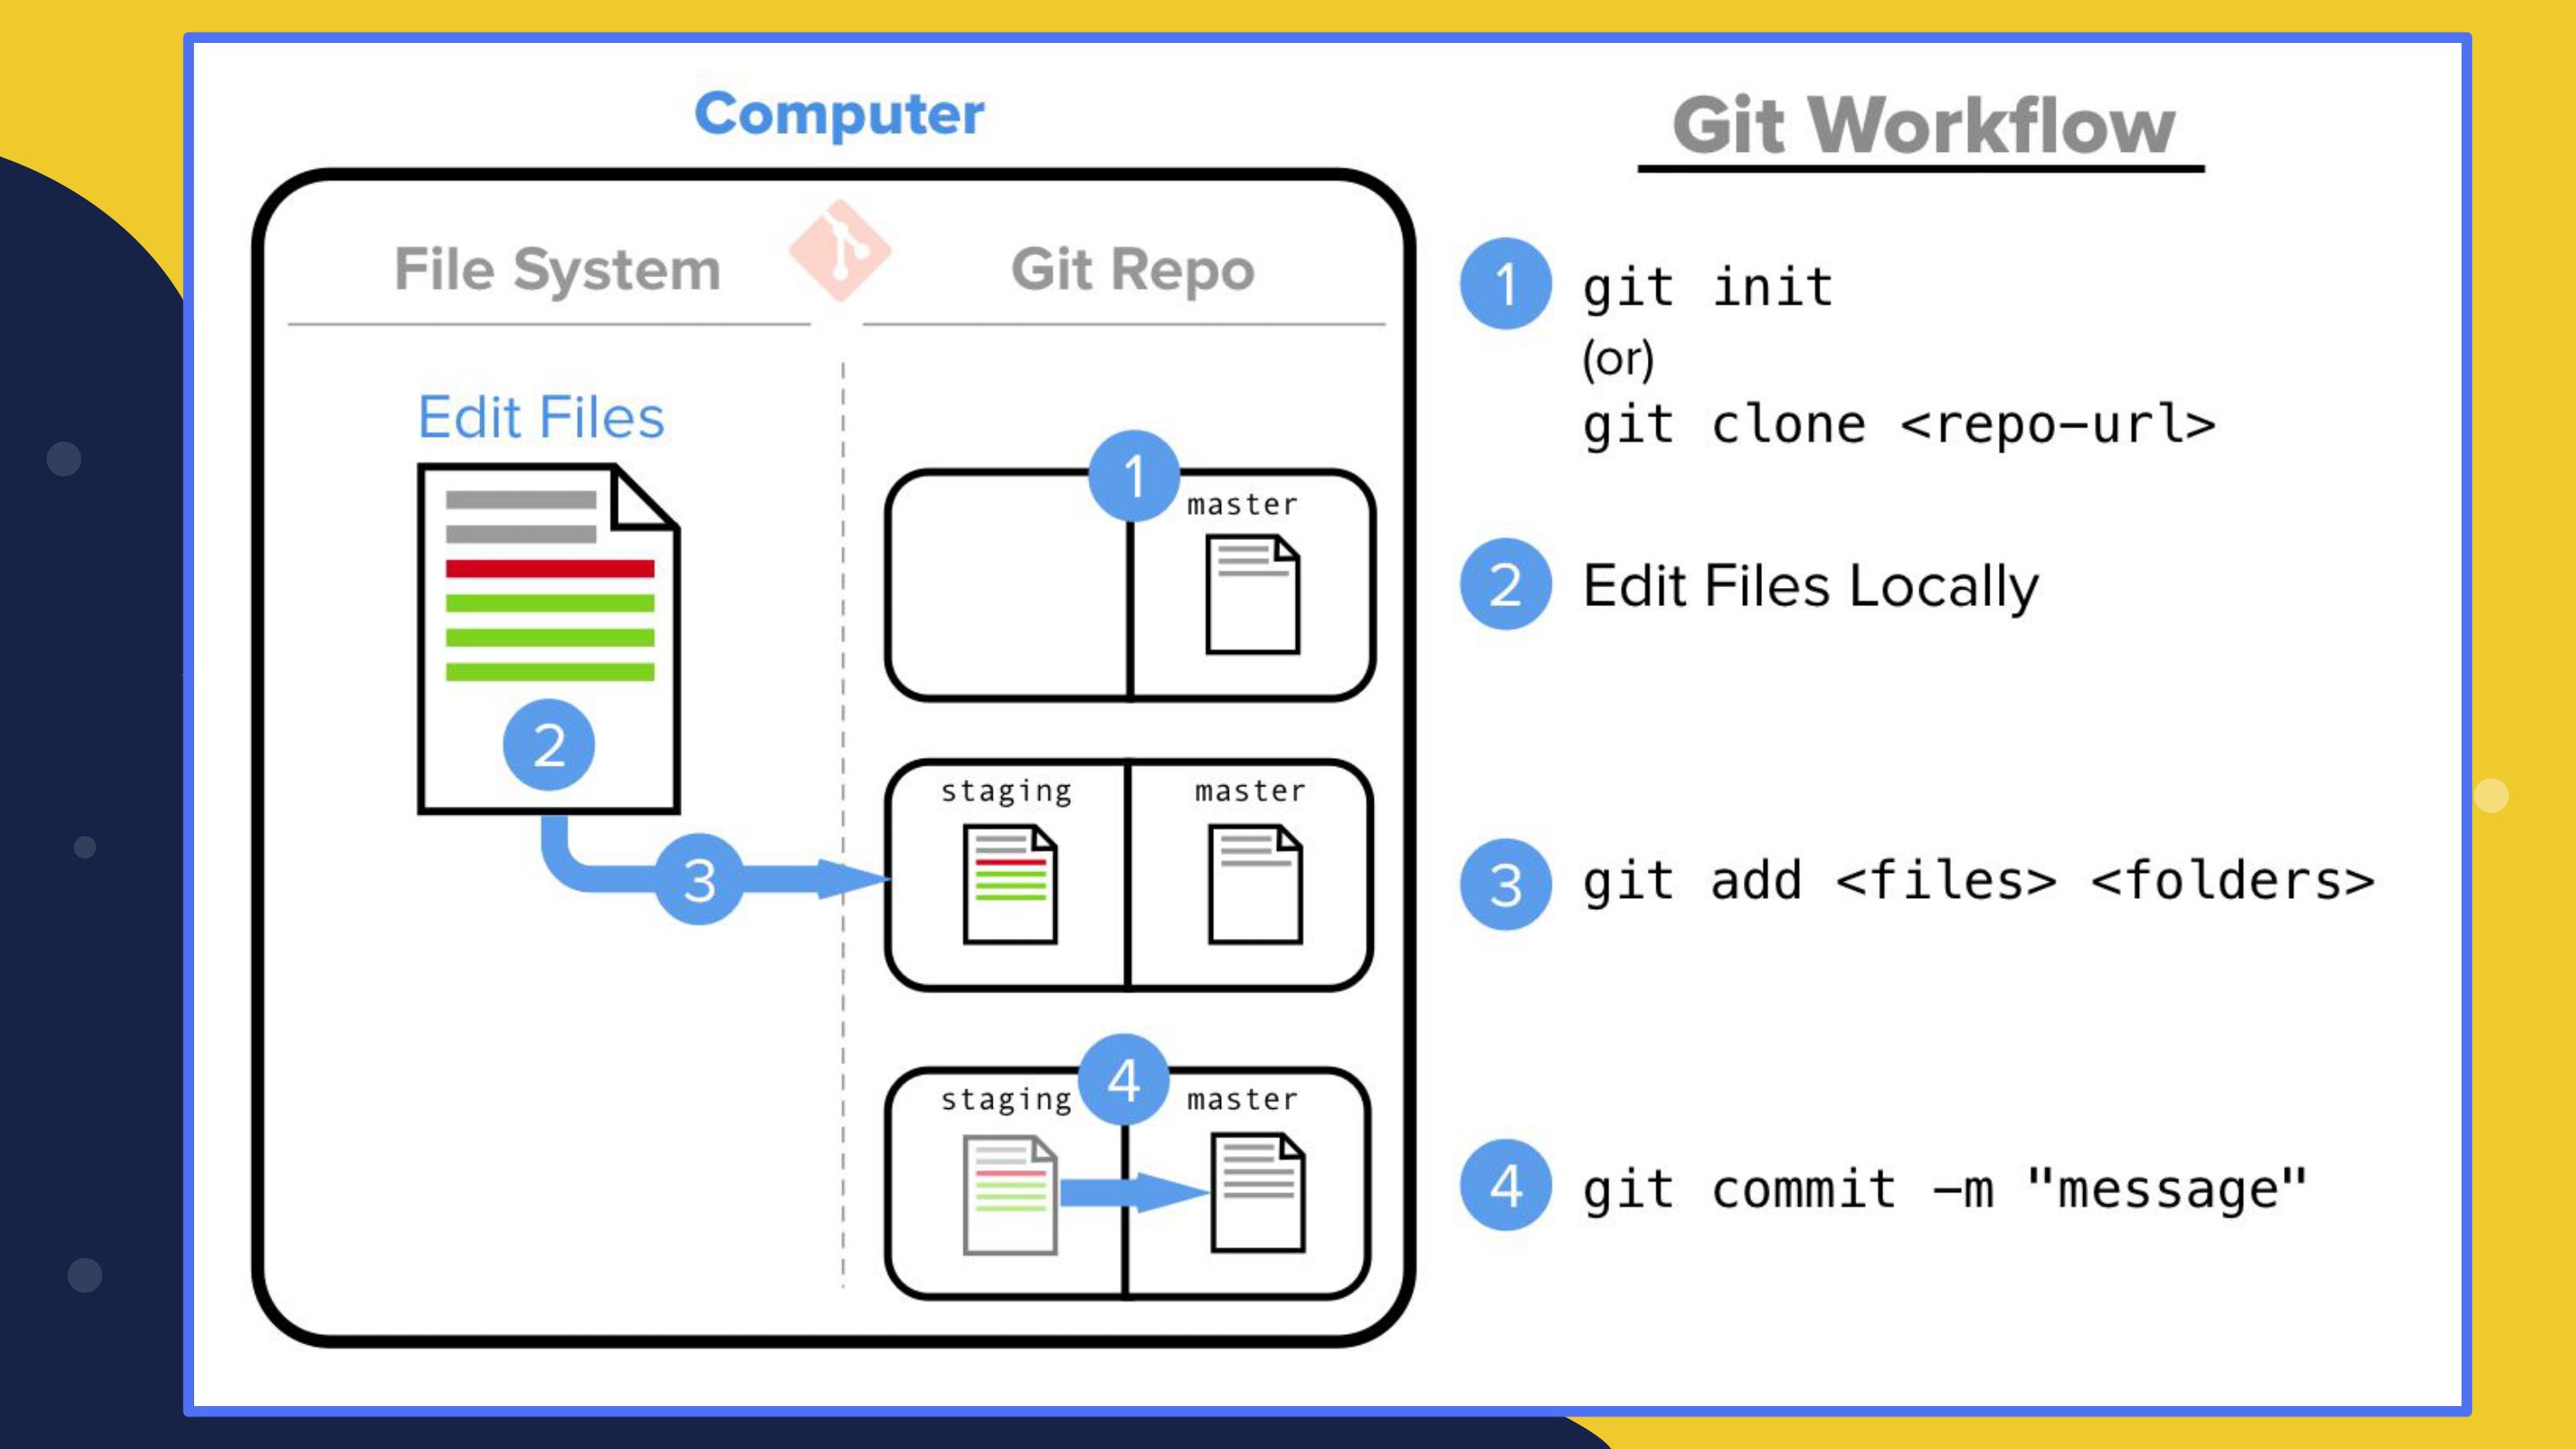 Computer
File System
Git Repo
Edit Files
2
3
1
master
staging
master
4
staging
master
Git Workflow
1
git init
(or)
git clone <repo-url>
2
Edit Files Locally
3
git add <files> <folders>
4
git commit -m "message"